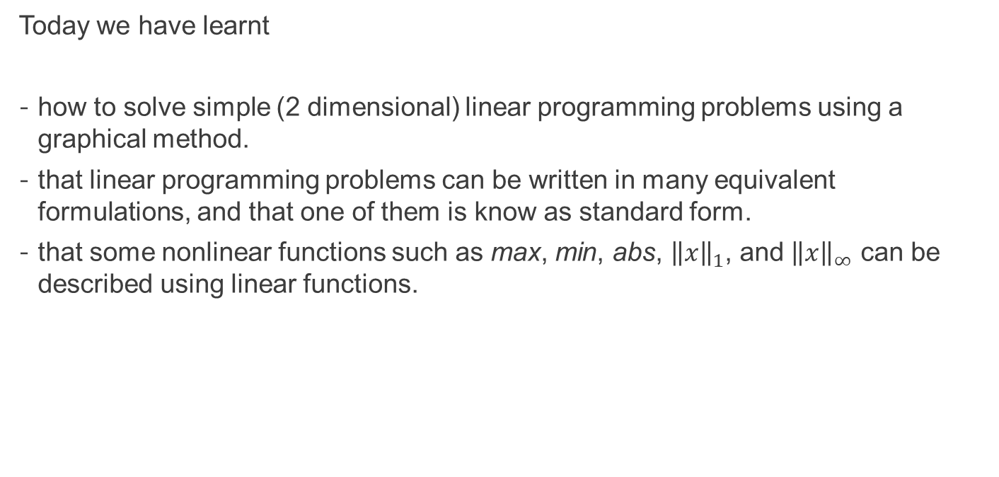 Today we have learnt
- how to solve simple (2 dimensional) linear programming problems using a
graphical method.
- that linear programming problems can be written in many equivalent
formulations, and that one of them is know as standard form.
- that some nonlinear functions such as max, min, abs, ||𝑥||₁, and ||𝑥||∞ can be
described using linear functions.